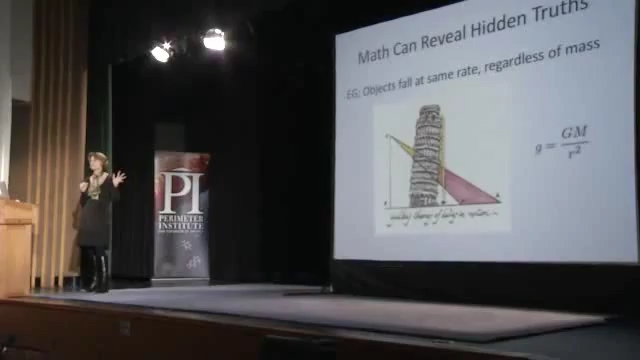 Math Can Reveal Hidden Truths
EG: Objects fall at same rate, regardless of mass
g = GM
r²
PI
PERIMETER
INSTITUTE